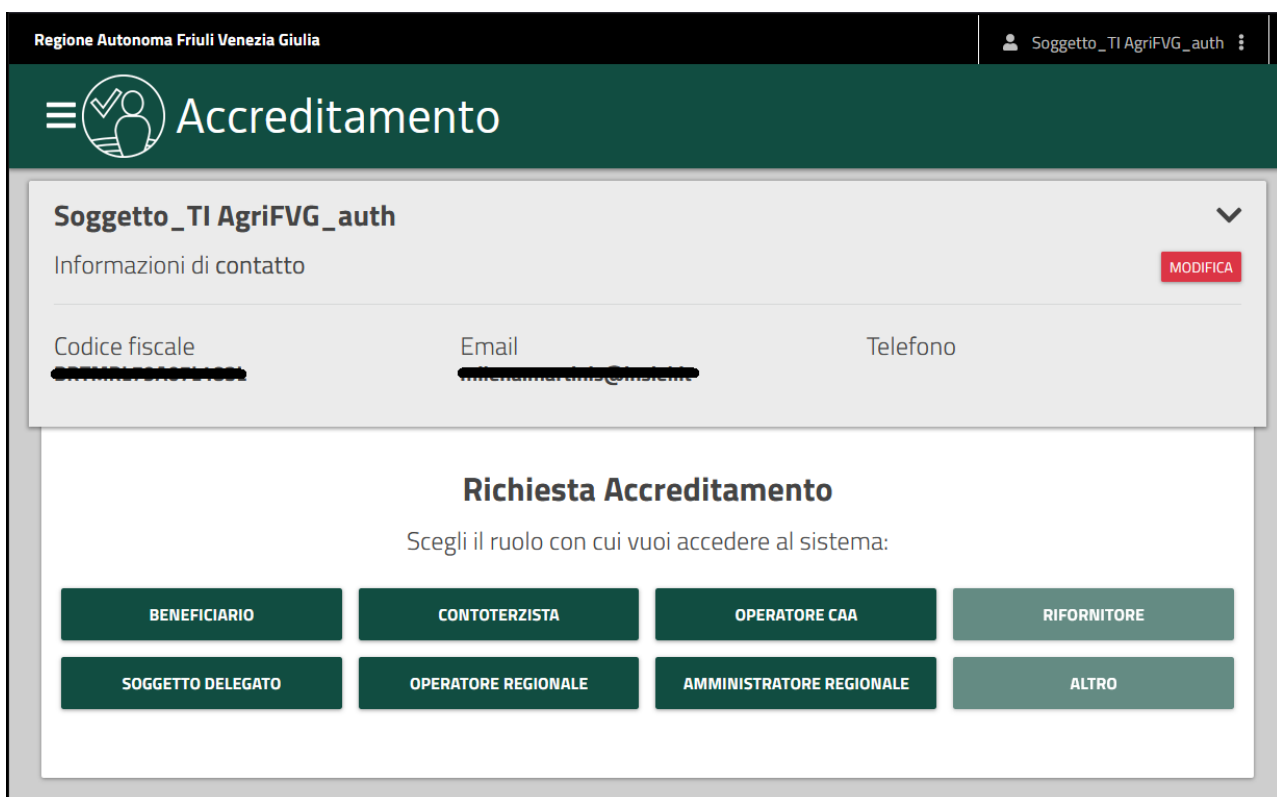 Regione Autonoma Friuli Venezia Giulia
Soggetto_TI AgriFVG_auth
Accreditamento
Soggetto_TI AgriFVG_auth
Informazioni di contatto
MODIFICA
Codice fiscale Email Telefono
Richiesta Accreditamento
Scegli il ruolo con cui vuoi accedere al sistema:
BENEFICIARIO CONTOTERZISTA OPERATORE CAA RIFORNITORE
SOGGETTO DELEGATO OPERATORE REGIONALE AMMINISTRATORE REGIONALE ALTRO